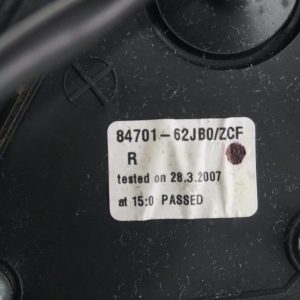 84701-62JB0/ZCF
R
tested on 28.3.2007
at 15:0 PASSED